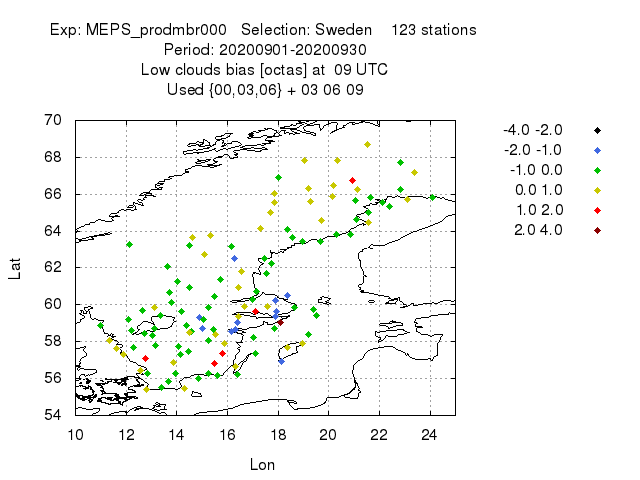 Exp: MEPS_prodmbr000 Selection: Sweden 123 stations
Period: 20200901-20200930
Low clouds bias [octas] at 09 UTC
Used {00,03,06} + 03 06 09
70
68
66
64
62
60
58
56
54
Lat
10 12 14 16 18 20 22 24
Lon
-4.0 -2.0
-2.0 -1.0
-1.0 0.0
0.0 1.0
1.0 2.0
2.0 4.0